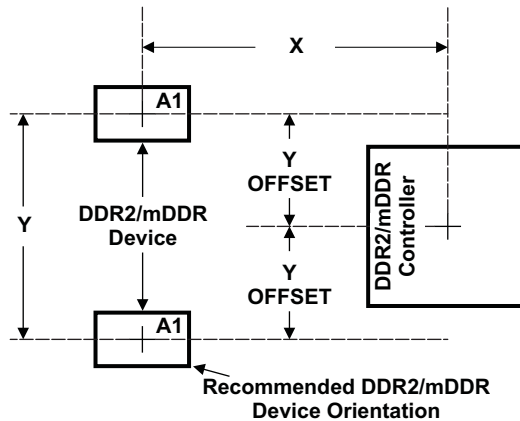 X
A1
Y
OFFSET
Y
DDR2/mDDR
Device
DDR2/mDDR
Controller
Y
OFFSET
A1
Recommended DDR2/mDDR
Device Orientation